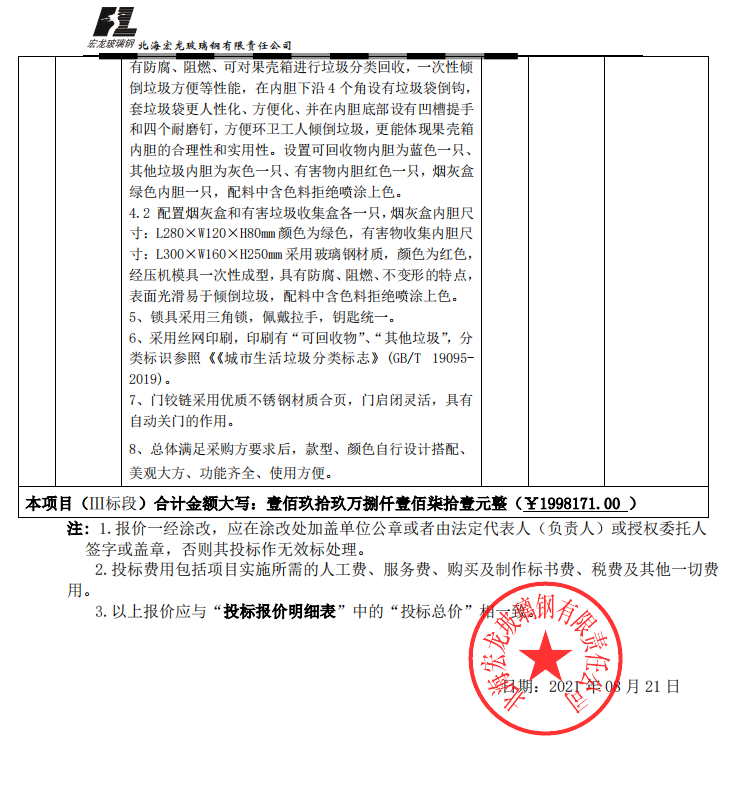 宏龙玻璃钢 北海宏龙玻璃钢有限责任公司
有防腐、阻燃、可对果壳箱进行垃圾分类回收，一次性倾
倒垃圾方便等性能，在内胆下沿4个角设有垃圾袋倒钩，
套垃圾袋更人性化、方便化、并在内胆底部设有凹槽提手
和四个耐磨钉，方便环卫工人倾倒垃圾，更能体现果壳箱
内胆的合理性和实用性。设置可回收物内胆为蓝色一只、
其他垃圾内胆为灰色一只、有害物内胆红色一只，烟灰盒
绿色内胆一只，配料中含色料拒绝喷涂上色。
4.2 配置烟灰盒和有害垃圾收集盒各一只，烟灰盒内胆尺
寸：L280×W120×H80mm 颜色为绿色，有害物收集内胆尺
寸：L300×W160×H250mm 采用玻璃钢材质，颜色为红色，
经压机模具一次性成型，具有防腐、阻燃、不变形的特点，
表面光滑易于倾倒垃圾，配料中含色料拒绝喷涂上色。
5、锁具采用三角锁，佩戴拉手，钥匙统一。
6、采用丝网印刷，印刷有“可回收物”、“其他垃圾”，分
类标识参照《《城市生活垃圾分类标志》(GB/T 19095-
2019)。
7、门铰链采用优质不锈钢材质合页，门启闭灵活，具有
自动关门的作用。
8、总体满足采购方要求后，款型、颜色自行设计搭配、
美观大方、功能齐全、使用方便。
本项目（Ⅲ标段）合计金额大写：壹佰玖拾玖万捌仟壹佰柒拾壹元整（￥1998171.00 ）
注：1.报价一经涂改，应在涂改处加盖单位公章或者由法定代表人（负责人）或授权委托人
签字或盖章，否则其投标作无效标处理。
2.投标费用包括项目实施所需的人工费、服务费、购买及制作标书费、税费及其他一切费
用。
3.以上报价应与“投标报价明细表”中的“投标总价”相一致。
北海宏龙玻璃钢有限责任公司
日期：2021 年 08 月 21 日